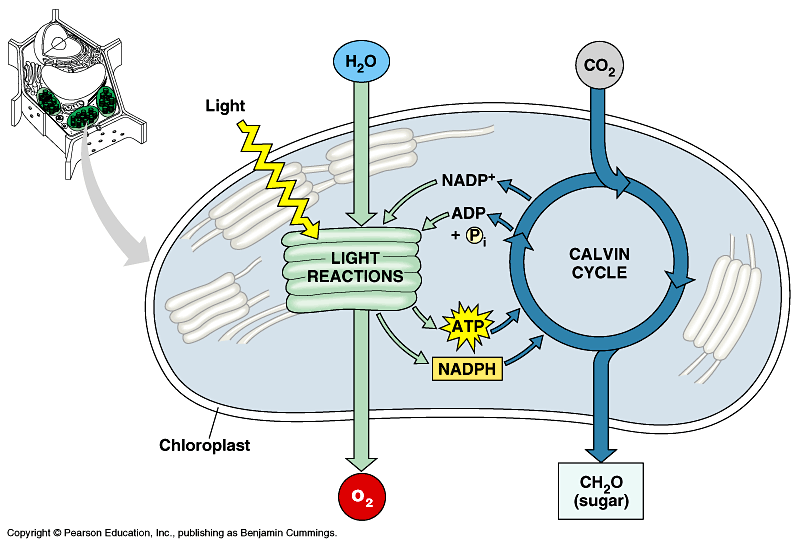 H₂O
CO₂
Light
NADP⁺
ADP
+ Pᵢ
LIGHT
REACTIONS
CALVIN
CYCLE
ATP
NADPH
Chloroplast
O₂
CH₂O
(sugar)
Copyright © Pearson Education, Inc., publishing as Benjamin Cummings.